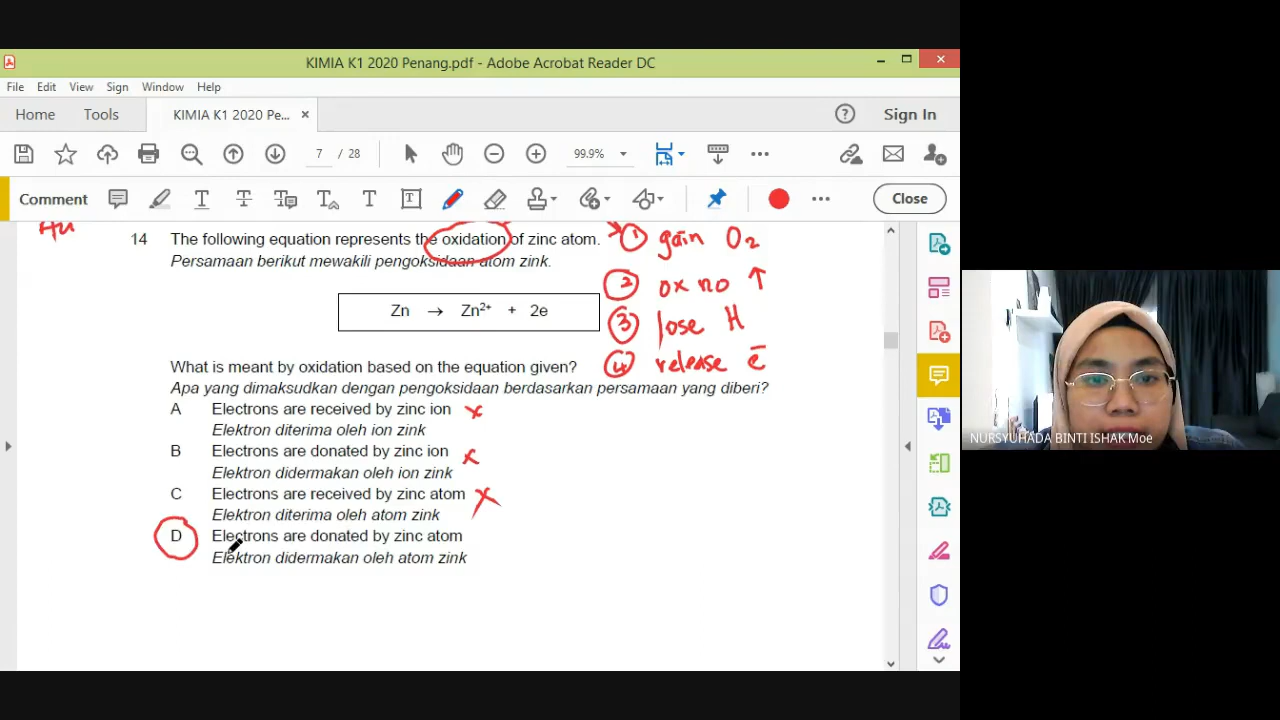 KIMIA K1 2020 Penang.pdf - Adobe Acrobat Reader DC
File Edit View Sign Window Help
Home Tools KIMIA K1 2020 Pe... × ? Sign In
7 / 28 99.9%
Comment Close
Au
14 The following equation represents the oxidation of zinc atom.
Persamaan berikut mewakili pengoksidaan atom zink.
① gain O₂
② ox no ↑
Zn → Zn²⁺ + 2e
③ lose H
④ release ē
What is meant by oxidation based on the equation given?
Apa yang dimaksudkan dengan pengoksidaan berdasarkan persamaan yang diberi?
A Electrons are received by zinc ion ×
Elektron diterima oleh ion zink
B Electrons are donated by zinc ion ×
Elektron didermakan oleh ion zink
C Electrons are received by zinc atom ×
Elektron diterima oleh atom zink
D Electrons are donated by zinc atom
Elektron didermakan oleh atom zink
NURSYUHADA BINTI ISHAK Moe